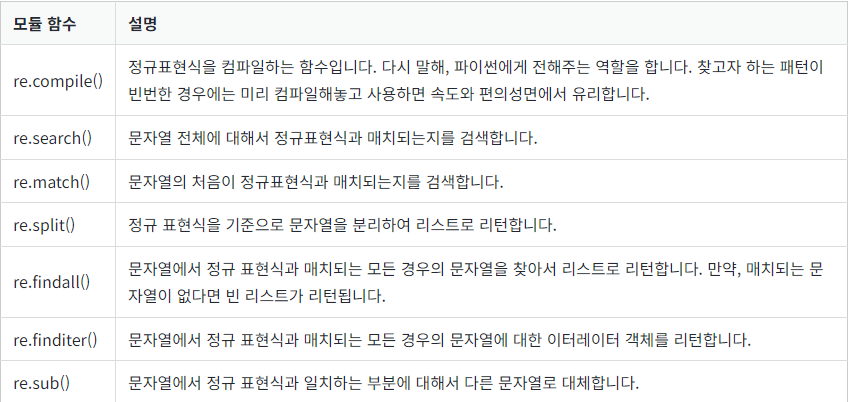 모듈 함수 설명
re.compile() 정규표현식을 컴파일하는 함수입니다. 다시 말해, 파이썬에게 전해주는 역할을 합니다. 찾고자 하는 패턴이
빈번한 경우에는 미리 컴파일해놓고 사용하면 속도와 편의성면에서 유리합니다.
re.search() 문자열 전체에 대해서 정규표현식과 매치되는지를 검색합니다.
re.match() 문자열의 처음이 정규표현식과 매치되는지를 검색합니다.
re.split() 정규 표현식을 기준으로 문자열을 분리하여 리스트로 리턴합니다.
re.findall() 문자열에서 정규 표현식과 매치되는 모든 경우의 문자열을 찾아서 리스트로 리턴합니다. 만약, 매치되는 문
자열이 없다면 빈 리스트가 리턴됩니다.
re.finditer() 문자열에서 정규 표현식과 매치되는 모든 경우의 문자열에 대한 이터레이터 객체를 리턴합니다.
re.sub() 문자열에서 정규 표현식과 일치하는 부분에 대해서 다른 문자열로 대체합니다.